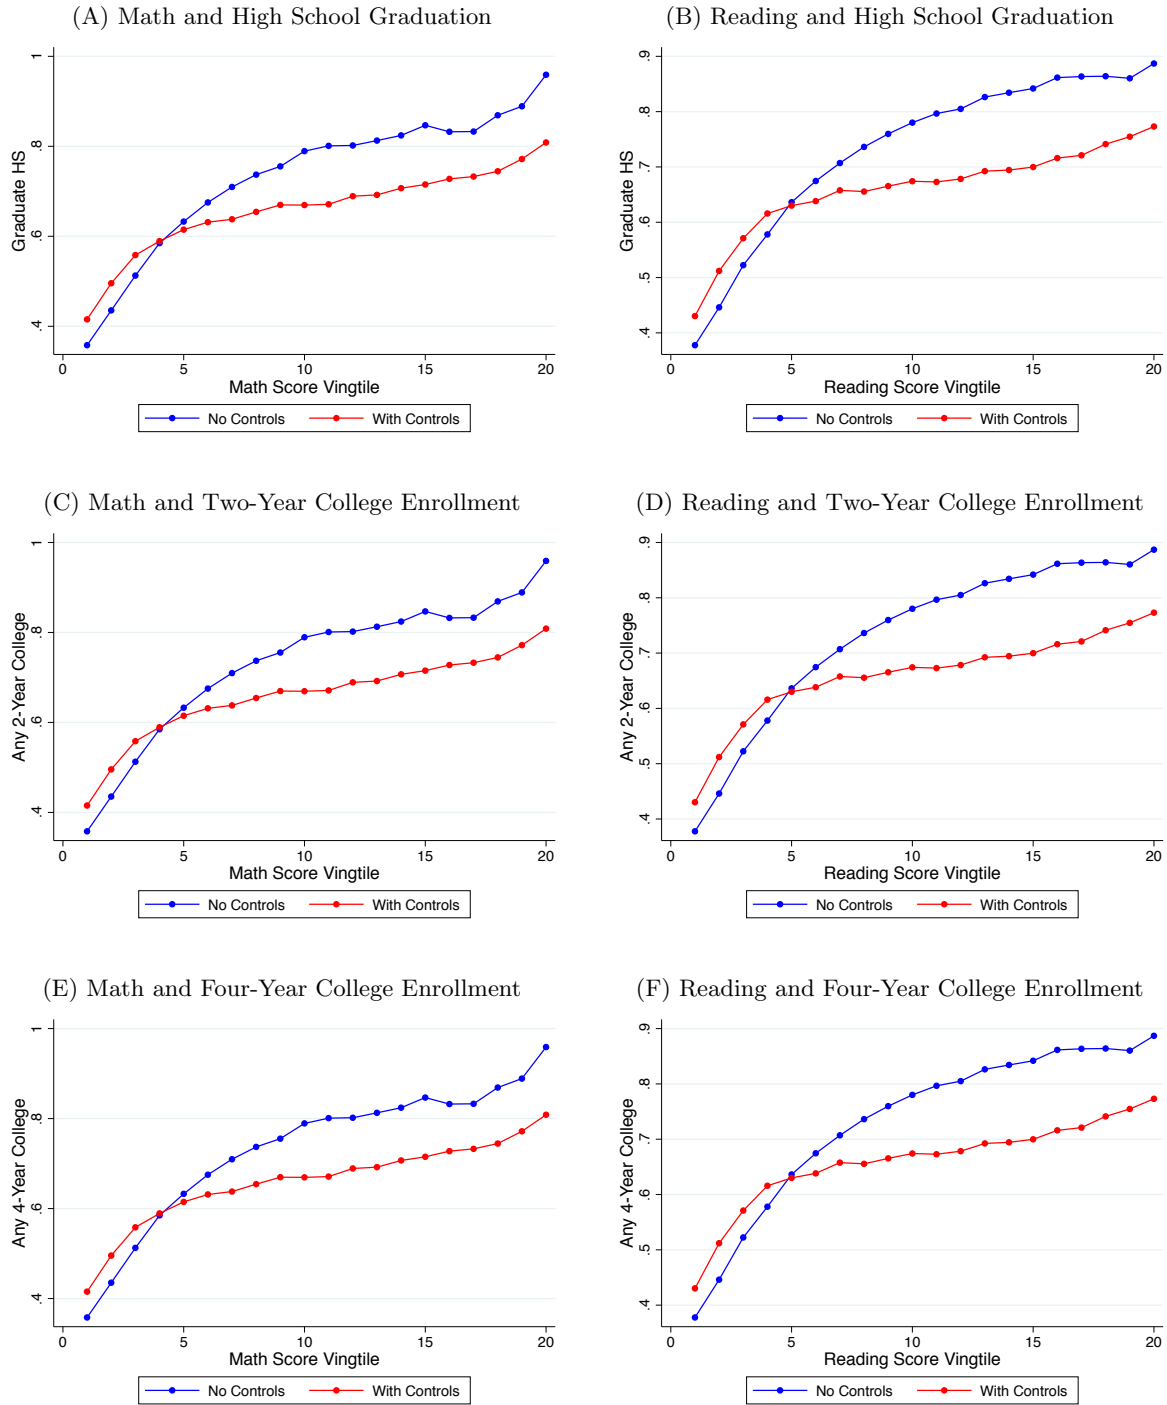 (A) Math and High School Graduation
Graduate HS
1
.8
.6
.4
0 5 10 15 20
Math Score Vingtile
No Controls With Controls
(B) Reading and High School Graduation
Graduate HS
.9
.8
.7
.6
.5
.4
0 5 10 15 20
Reading Score Vingtile
No Controls With Controls
(C) Math and Two-Year College Enrollment
Any 2-Year College
1
.8
.6
.4
0 5 10 15 20
Math Score Vingtile
No Controls With Controls
(D) Reading and Two-Year College Enrollment
Any 2-Year College
.9
.8
.7
.6
.5
.4
0 5 10 15 20
Reading Score Vingtile
No Controls With Controls
(E) Math and Four-Year College Enrollment
Any 4-Year College
1
.8
.6
.4
0 5 10 15 20
Math Score Vingtile
No Controls With Controls
(F) Reading and Four-Year College Enrollment
Any 4-Year College
.9
.8
.7
.6
.5
.4
0 5 10 15 20
Reading Score Vingtile
No Controls With Controls